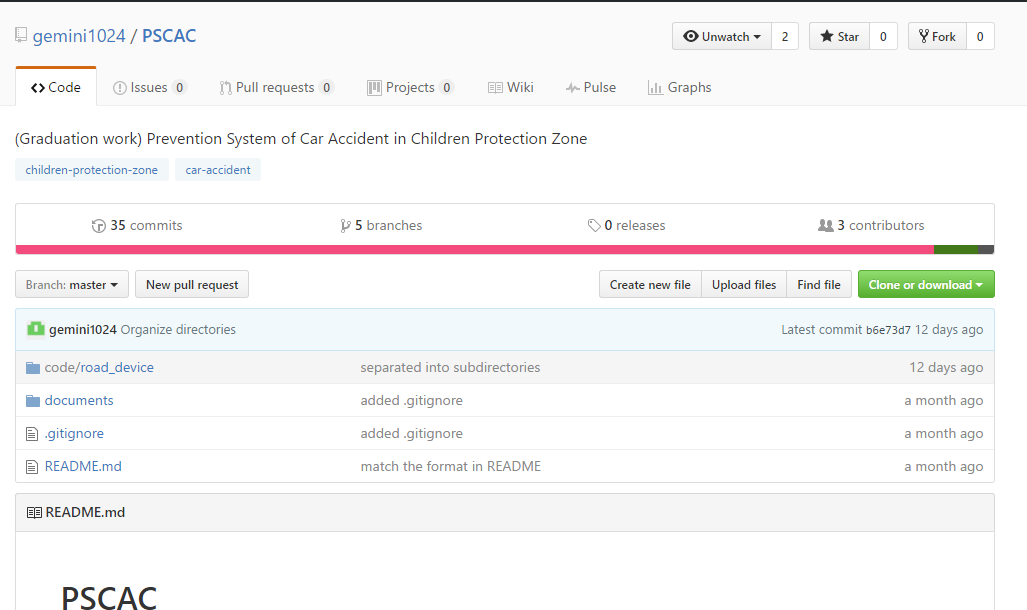 gemini1024 / PSCAC
Unwatch 2 Star 0 Fork 0
Code Issues 0 Pull requests 0 Projects 0 Wiki Pulse Graphs
(Graduation work) Prevention System of Car Accident in Children Protection Zone
children-protection-zone car-accident
35 commits 5 branches 0 releases 3 contributors
Branch: master New pull request Create new file Upload files Find file Clone or download
gemini1024 Organize directories Latest commit b6e73d7 12 days ago
code/road_device separated into subdirectories 12 days ago
documents added .gitignore a month ago
.gitignore added .gitignore a month ago
README.md match the format in README a month ago
README.md
PSCAC